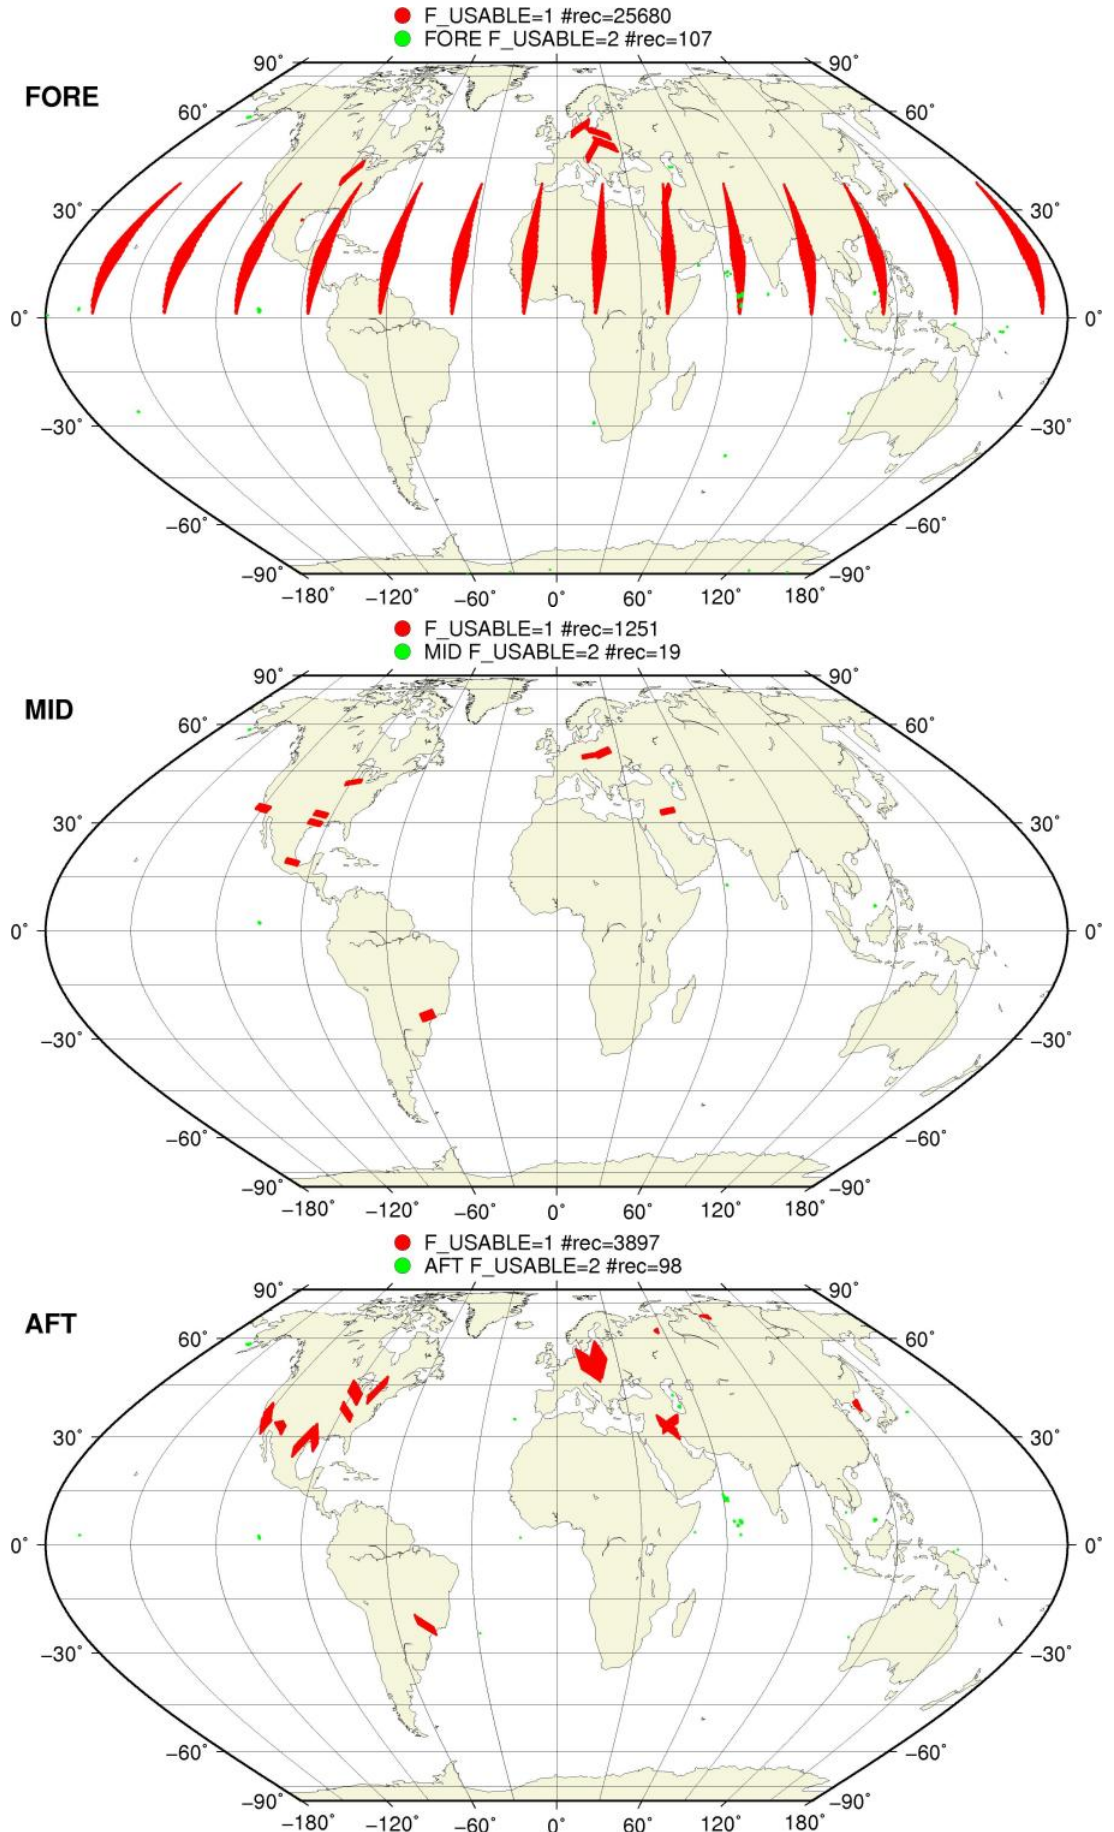 F_USABLE=1 #rec=25680
FORE F_USABLE=2 #rec=107
FORE
90° 90°
60° 60°
30° 30°
0° 0°
−30° −30°
−60° −60°
−90° −90°
−180° −120° −60° 0° 60° 120° 180°
F_USABLE=1 #rec=1251
MID F_USABLE=2 #rec=19
MID
90° 90°
60° 60°
30° 30°
0° 0°
−30° −30°
−60° −60°
−90° −90°
−180° −120° −60° 0° 60° 120° 180°
F_USABLE=1 #rec=3897
AFT F_USABLE=2 #rec=98
AFT
90° 90°
60° 60°
30° 30°
0° 0°
−30° −30°
−60° −60°
−90° −90°
−180° −120° −60° 0° 60° 120° 180°